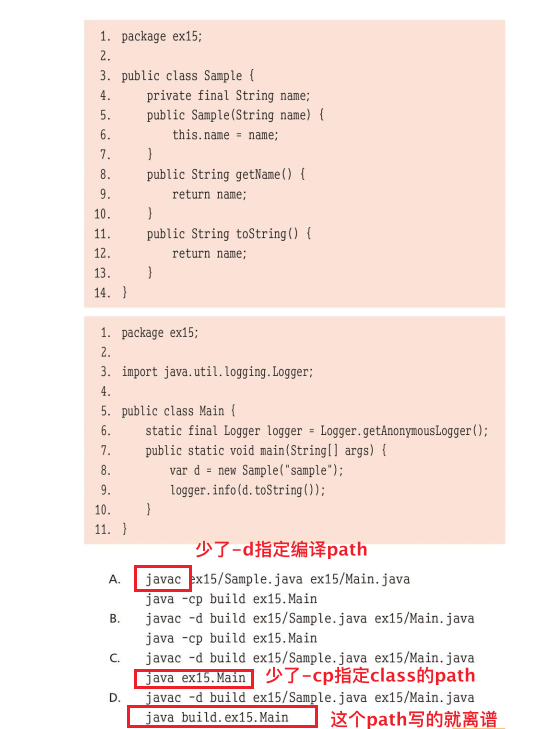 1. package ex15;
2.
3. public class Sample {
4. private final String name;
5. public Sample(String name) {
6. this.name = name;
7. }
8. public String getName() {
9. return name;
10. }
11. public String toString() {
12. return name;
13. }
14. }
1. package ex15;
2.
3. import java.util.logging.Logger;
4.
5. public class Main {
6. static final Logger logger = Logger.getAnonymousLogger();
7. public static void main(String[] args) {
8. var d = new Sample("sample");
9. logger.info(d.toString());
10. }
11. }
少了-d指定编译path
A. javac ex15/Sample.java ex15/Main.java
java -cp build ex15.Main
B. javac -d build ex15/Sample.java ex15/Main.java
java -cp build ex15.Main
C. javac -d build ex15/Sample.java ex15/Main.java
java ex15.Main 少了-cp指定class的path
D. javac -d build ex15/Sample.java ex15/Main.java
java build.ex15.Main 这个path写的就离谱